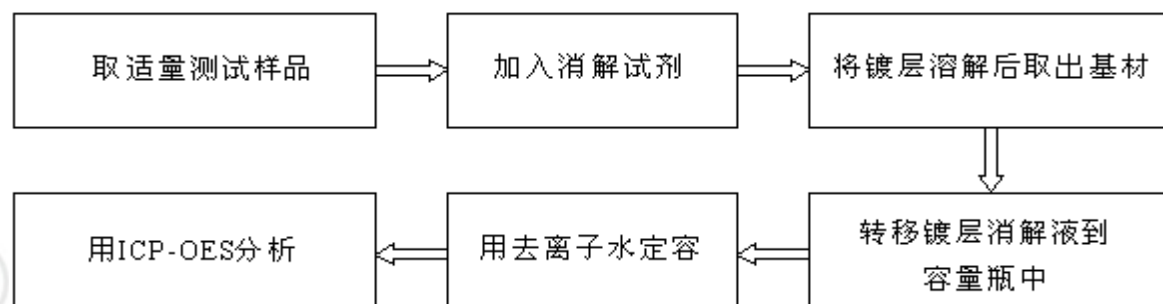 取适量测试样品
加入消解试剂
将镀层溶解后取出基材
转移镀层消解液到
容量瓶中
用去离子水定容
用ICP-OES分析